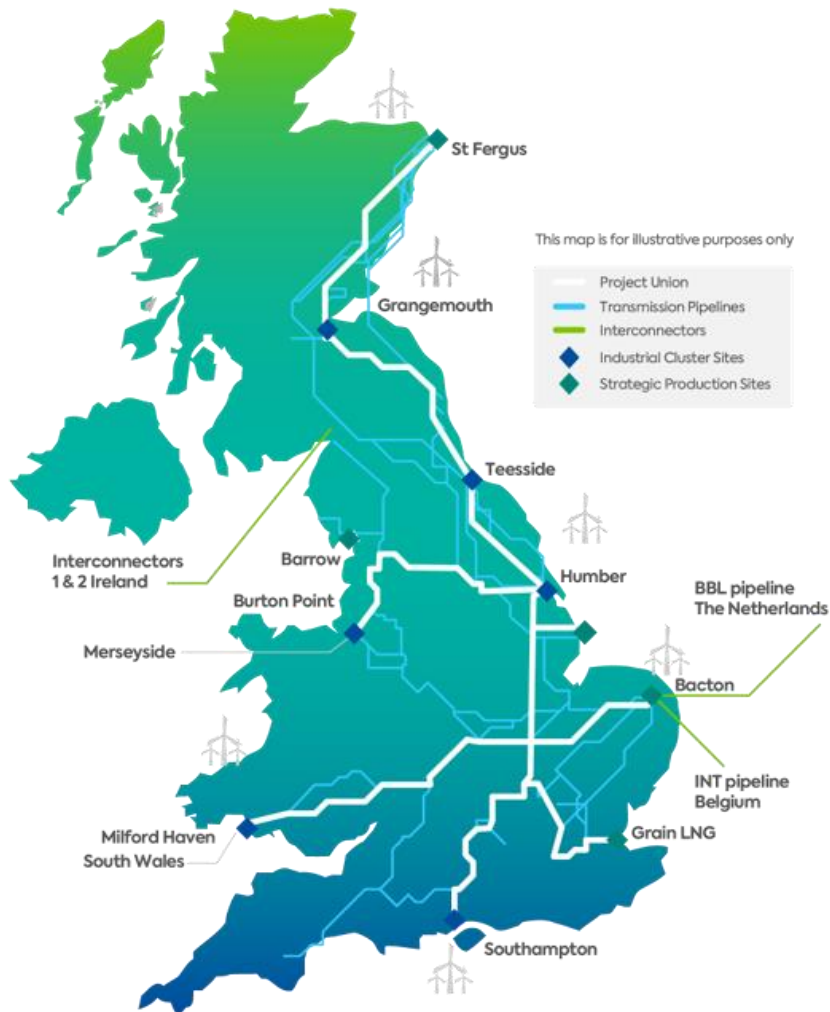 St Fergus
This map is for illustrative purposes only
Project Union
Transmission Pipelines
Interconnectors
Industrial Cluster Sites
Strategic Production Sites
Grangemouth
Teesside
Interconnectors
1 & 2 Ireland
Barrow
Humber
Burton Point
Merseyside
BBL pipeline
The Netherlands
Bacton
INT pipeline
Belgium
Milford Haven
South Wales
Grain LNG
Southampton